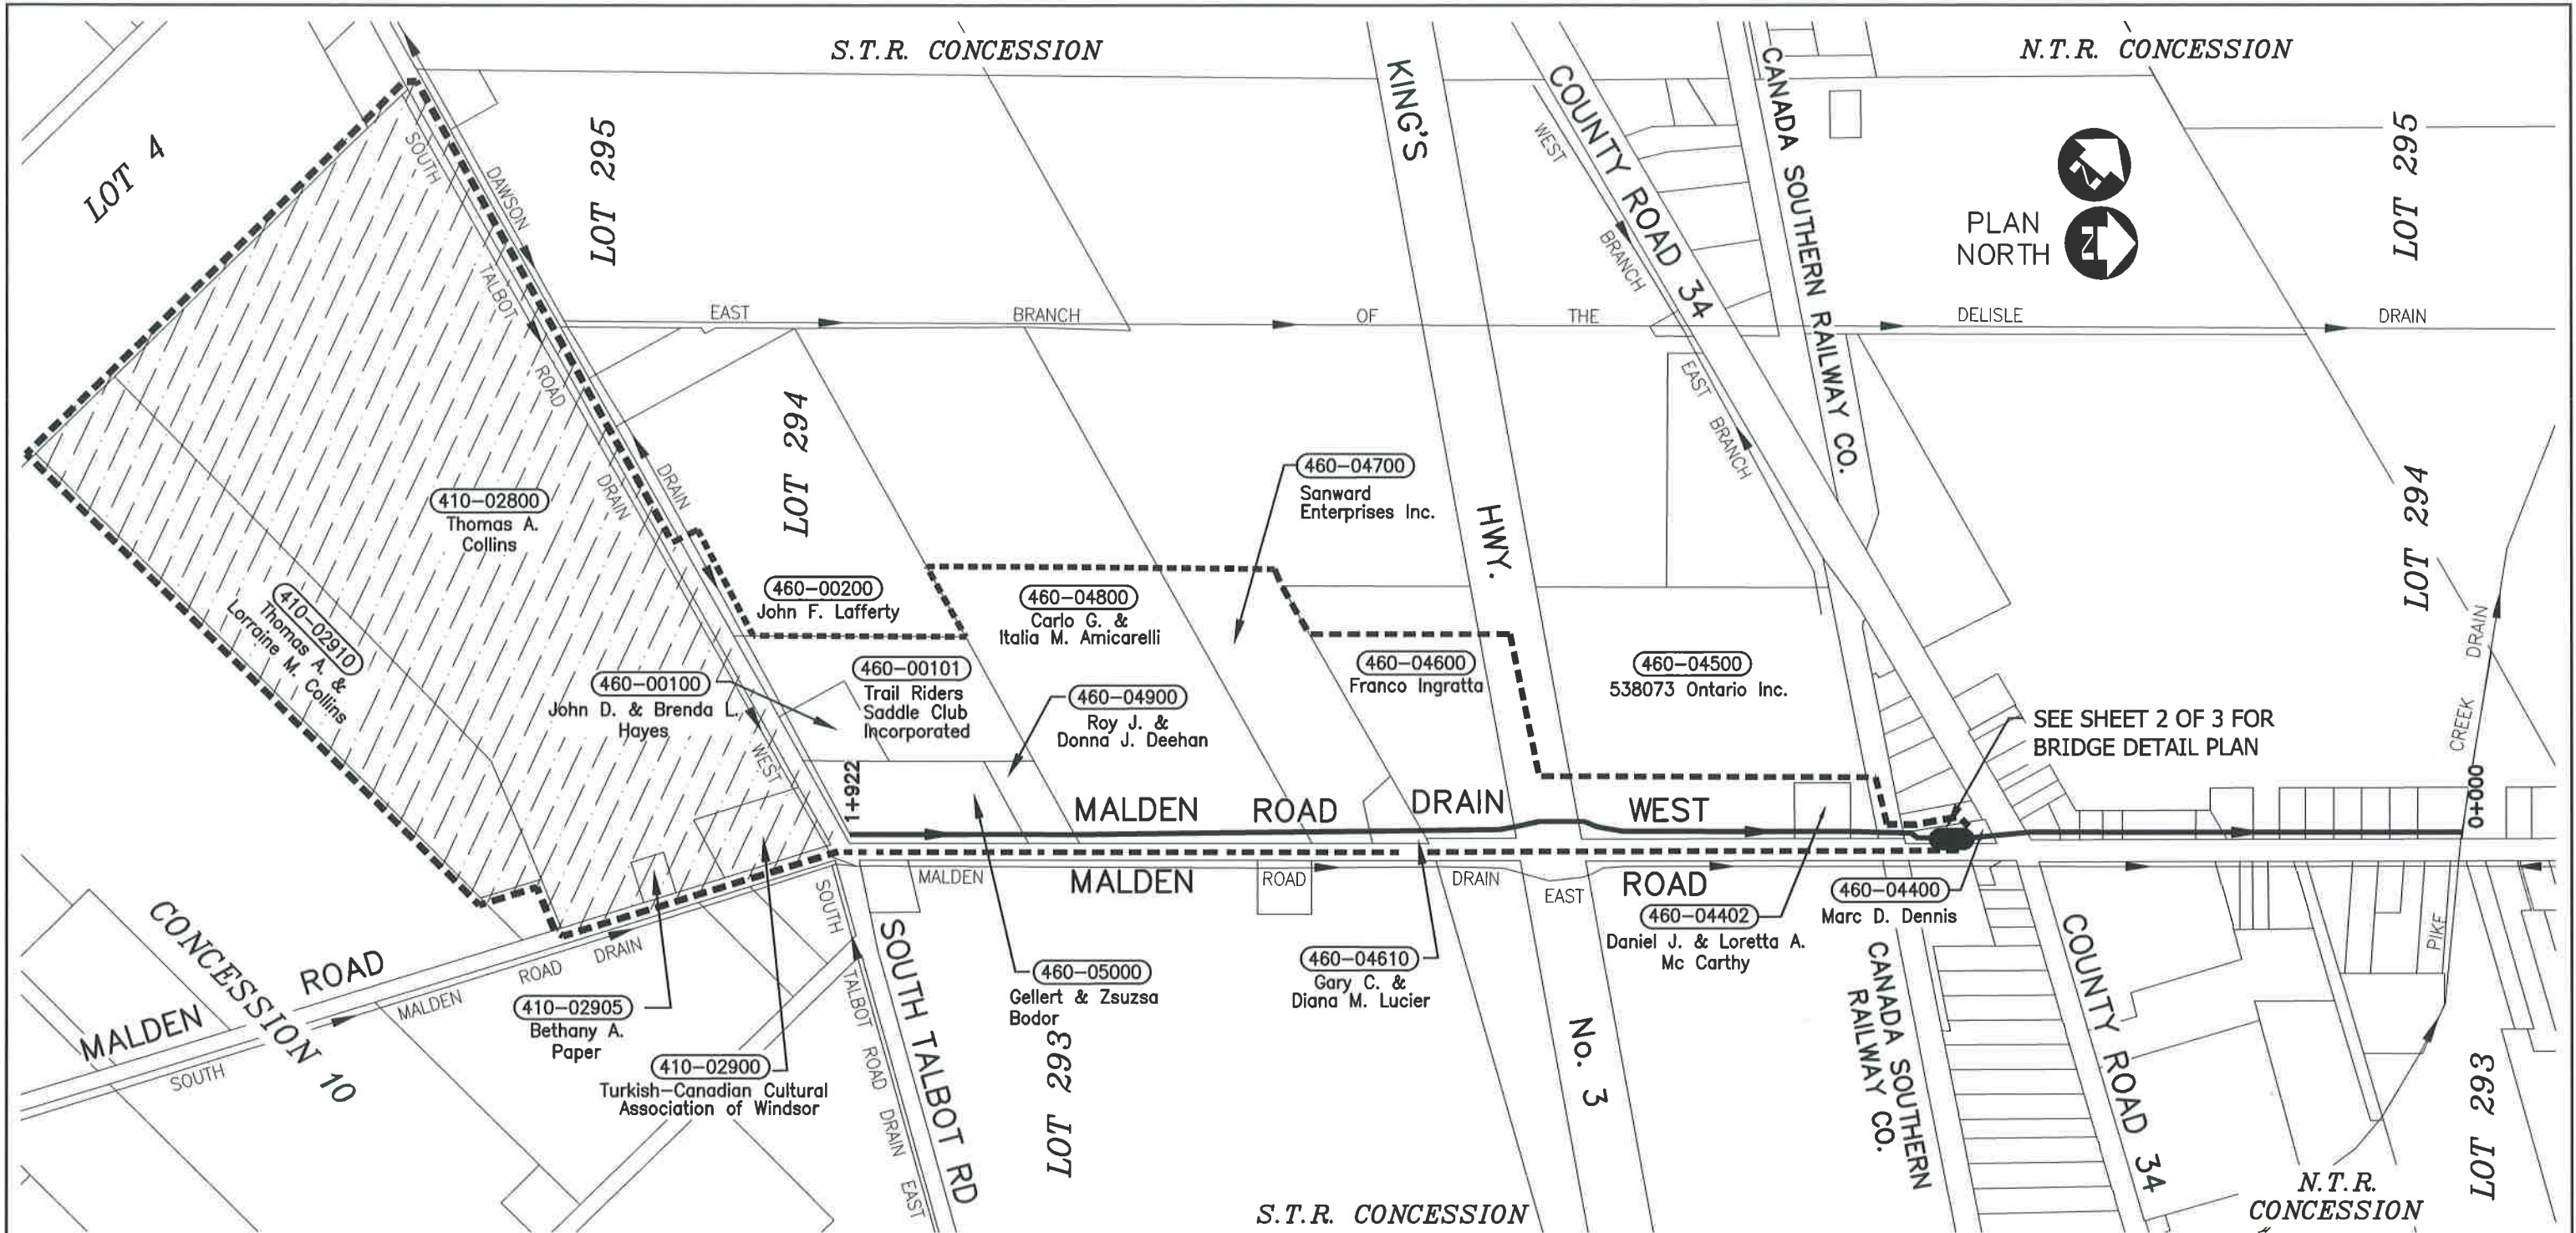 S.T.R. CONCESSION
N.T.R. CONCESSION
LOT 4
LOT 295
KING'S
HWY.
No. 3
COUNTY ROAD 34
CANADA SOUTHERN RAILWAY CO.
LOT 295
PLAN
NORTH
N
SOUTH
TALBOT
ROAD
DRAIN
WEST
DAWSON
DRAIN
WEST
BRANCH
EAST BRANCH
EAST BRANCH OF THE DELISLE DRAIN
LOT 294
LOT 294
410-02800
Thomas A.
Collins
410-02910
Thomas A. &
Lorraine M. Collins
460-00200
John F. Lafferty
460-00100
John D. & Brenda L.
Hayes
460-00101
Trail Riders
Saddle Club
Incorporated
460-04800
Carlo G. &
Italia M. Amicarelli
460-04700
Sanward
Enterprises Inc.
460-04900
Roy J. &
Donna J. Deehan
460-04600
Franco Ingratta
460-04500
538073 Ontario Inc.
SEE SHEET 2 OF 3 FOR
BRIDGE DETAIL PLAN
PIKE CREEK DRAIN
1+922
0+000
MALDEN ROAD DRAIN WEST
MALDEN ROAD DRAIN EAST
MALDEN ROAD
460-04402
Daniel J. & Loretta A.
Mc Carthy
460-04400
Marc D. Dennis
460-04610
Gary C. &
Diana M. Lucier
460-05000
Gellert & Zsuzsa
Bodor
410-02905
Bethany A.
Paper
410-02900
Turkish-Canadian Cultural
Association of Windsor
CONCESSION 10
MALDEN ROAD
SOUTH MALDEN ROAD DRAIN
SOUTH TALBOT ROAD DRAIN EAST
SOUTH TALBOT RD
LOT 293
CANADA SOUTHERN
RAILWAY CO.
COUNTY ROAD 34
LOT 293
S.T.R. CONCESSION
N.T.R.
CONCESSION